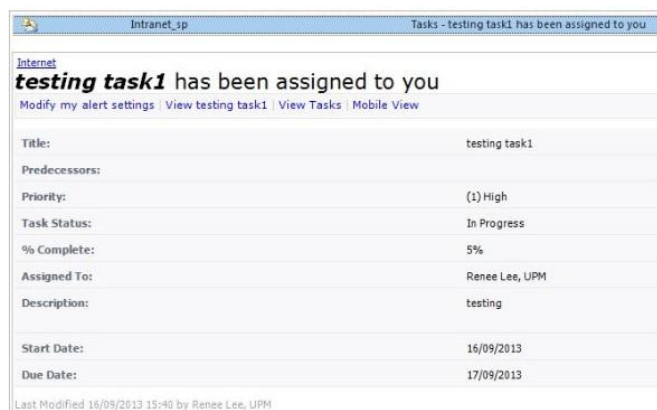 Intranet_sp Tasks - testing task1 has been assigned to you
Internet
testing task1 has been assigned to you
Modify my alert settings | View testing task1 | View Tasks | Mobile View
Title: testing task1
Predecessors:
Priority: (1) High
Task Status: In Progress
% Complete: 5%
Assigned To: Renee Lee, UPM
Description: testing
Start Date: 16/09/2013
Due Date: 17/09/2013
Last Modified 16/09/2013 15:40 by Renee Lee, UPM